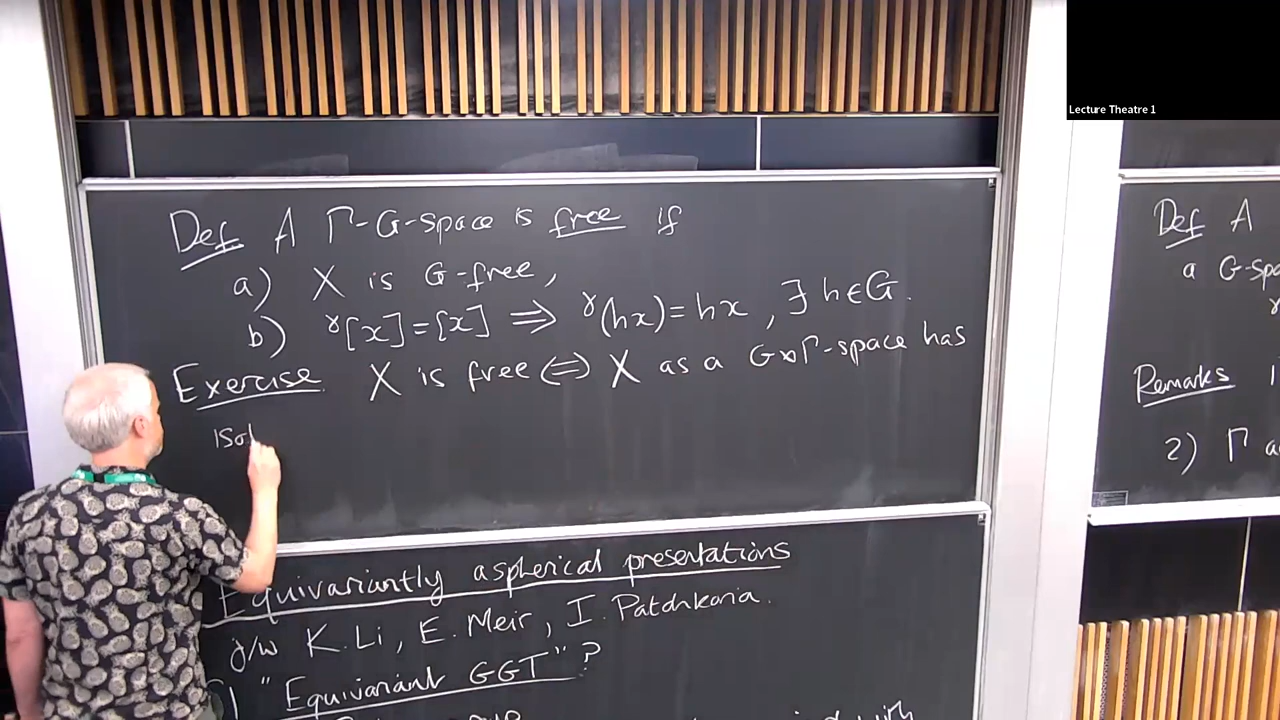 Lecture Theatre 1
Def A Γ-G-space is free if
a) X is G-free,
b) ᵞ[x]=[x] ⇒ ᵞ(hx)=hx, ∃ h∈G.
Exercise. X is free ⇔ X as a G⋊Γ-space has
Equivariantly aspherical presentations
j/w K. Li, E. Meir, I. Patchkoria.
"Equivariant GGT"?
Def A
a G-spa
Remarks 1
2) Γ a